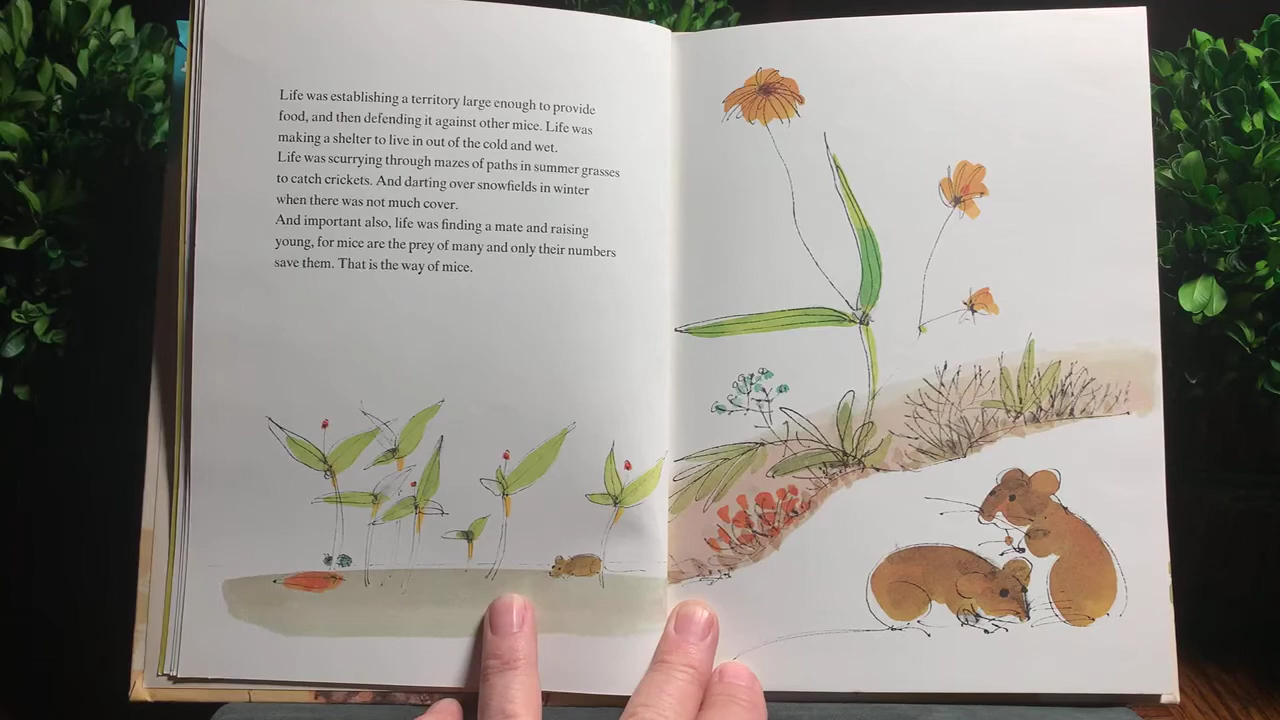 Life was establishing a territory large enough to provide
food, and then defending it against other mice. Life was
making a shelter to live in out of the cold and wet.
Life was scurrying through mazes of paths in summer grasses
to catch crickets. And darting over snowfields in winter
when there was not much cover.
And important also, life was finding a mate and raising
young, for mice are the prey of many and only their numbers
save them. That is the way of mice.